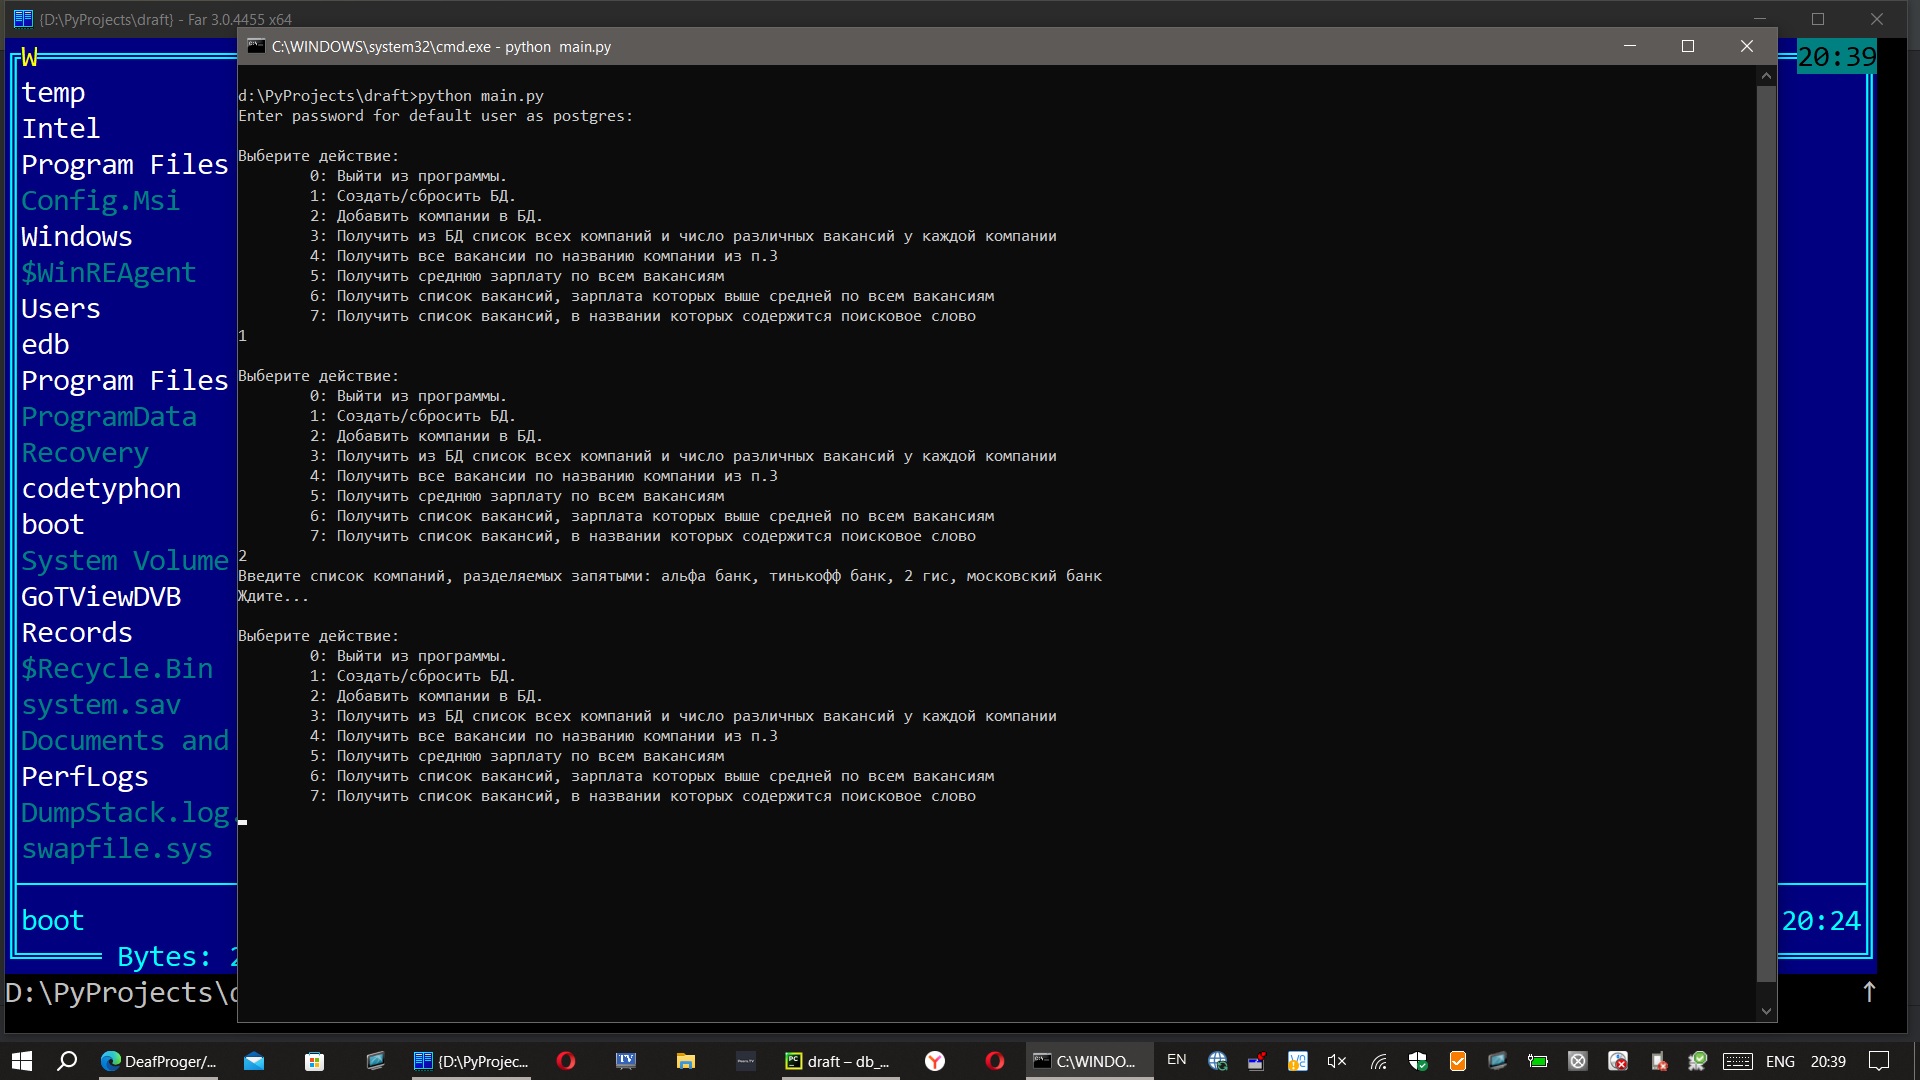 {D:\PyProjects\draft} - Far 3.0.4455 x64
C:\WINDOWS\system32\cmd.exe - python  main.py
20:39
W
temp
Intel
Program Files
Config.Msi
Windows
$WinREAgent
Users
edb
Program Files
ProgramData
Recovery
codetyphon
boot
System Volume
GoTViewDVB
Records
$Recycle.Bin
system.sav
Documents and
PerfLogs
DumpStack.log.
swapfile.sys
boot
20:24
Bytes: 2
D:\PyProjects\d
d:\PyProjects\draft>python main.py
Enter password for default user as postgres:
Выберите действие:
0: Выйти из программы.
1: Создать/сбросить БД.
2: Добавить компании в БД.
3: Получить из БД список всех компаний и число различных вакансий у каждой компании
4: Получить все вакансии по названию компании из п.3
5: Получить среднюю зарплату по всем вакансиям
6: Получить список вакансий, зарплата которых выше средней по всем вакансиям
7: Получить список вакансий, в названии которых содержится поисковое слово
1
Выберите действие:
0: Выйти из программы.
1: Создать/сбросить БД.
2: Добавить компании в БД.
3: Получить из БД список всех компаний и число различных вакансий у каждой компании
4: Получить все вакансии по названию компании из п.3
5: Получить среднюю зарплату по всем вакансиям
6: Получить список вакансий, зарплата которых выше средней по всем вакансиям
7: Получить список вакансий, в названии которых содержится поисковое слово
2
Введите список компаний, разделяемых запятыми: альфа банк, тинькофф банк, 2 гис, московский банк
Ждите...
Выберите действие:
0: Выйти из программы.
1: Создать/сбросить БД.
2: Добавить компании в БД.
3: Получить из БД список всех компаний и число различных вакансий у каждой компании
4: Получить все вакансии по названию компании из п.3
5: Получить среднюю зарплату по всем вакансиям
6: Получить список вакансий, зарплата которых выше средней по всем вакансиям
7: Получить список вакансий, в названии которых содержится поисковое слово
DeafProger/...
{D:\PyProjec...
TV
draft – db_...
C:\WINDO...
EN
ENG
20:39